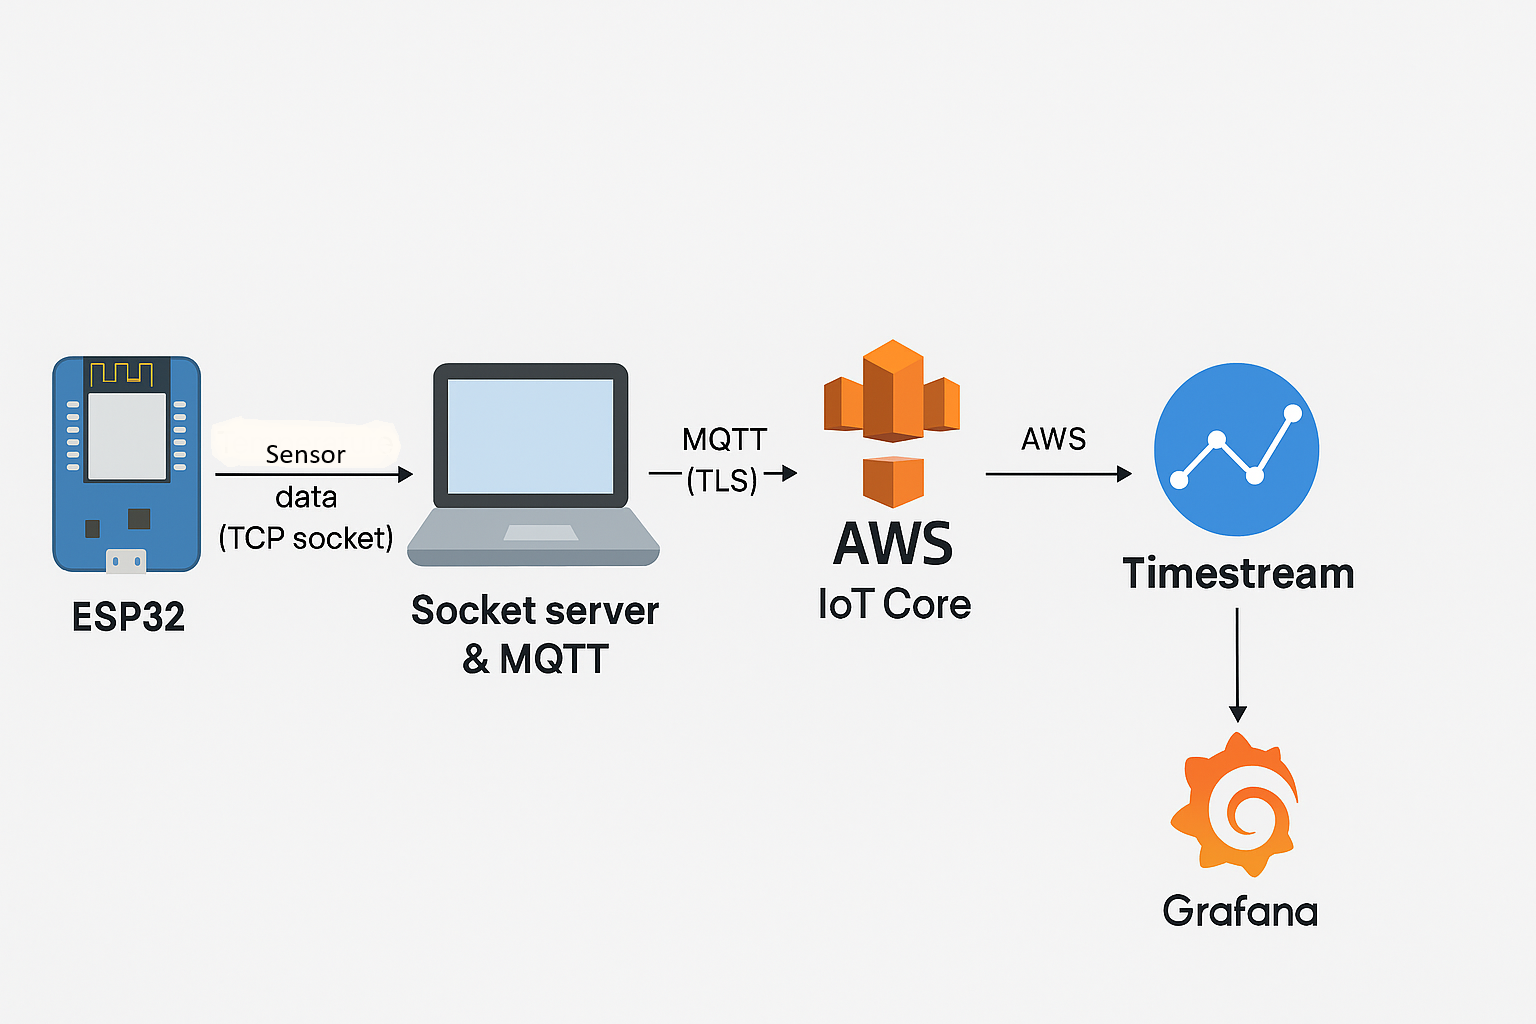 ESP32
Sensor
data
(TCP socket)
Socket server
& MQTT
MQTT
(TLS)
AWS
IoT Core
AWS
Timestream
Grafana